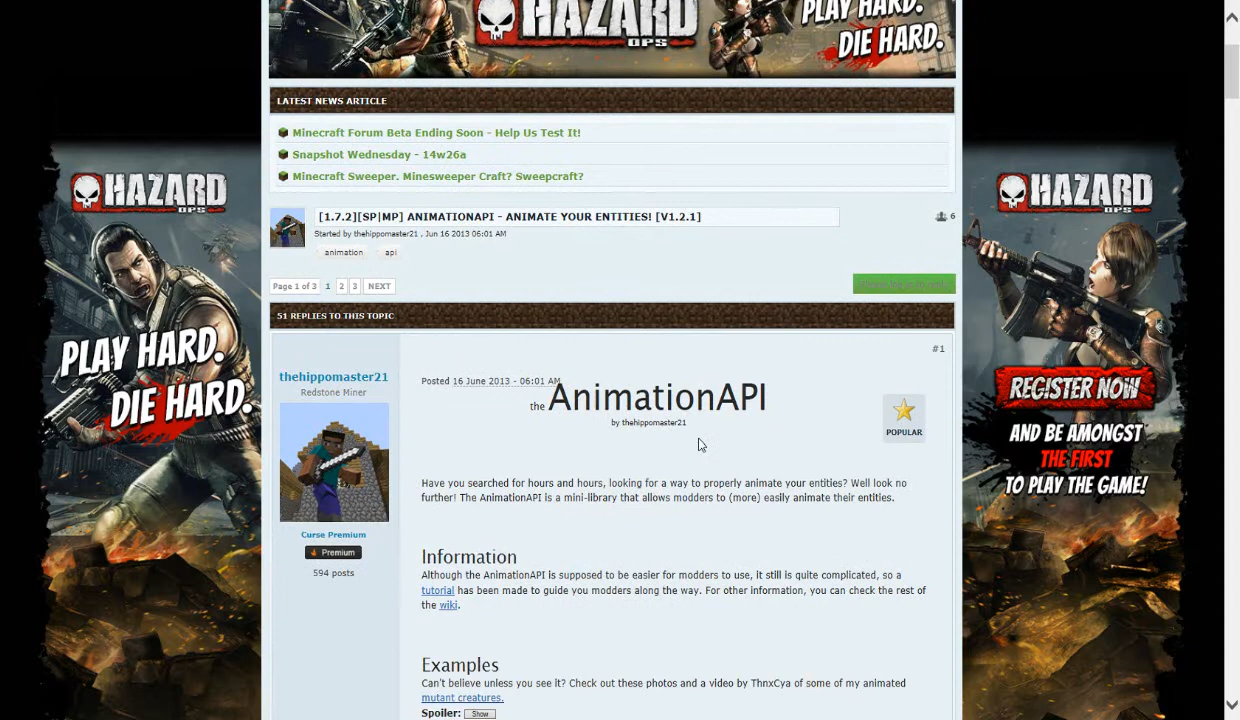 HAZARD
OPS
PLAY HARD.
DIE HARD.
LATEST NEWS ARTICLE
Minecraft Forum Beta Ending Soon - Help Us Test It!
Snapshot Wednesday - 14w26a
Minecraft Sweeper. Minesweeper Craft? Sweepcraft?
HAZARD
OPS
HAZARD
OPS
[1.7.2][SP|MP] ANIMATIONAPI - ANIMATE YOUR ENTITIES! [V1.2.1]
6
Started by thehippomaster21 , Jun 16 2013 06:01 AM
animation api
Page 1 of 3 1 2 3 NEXT
51 REPLIES TO THIS TOPIC
#1
thehippomaster21
Redstone Miner
Posted 16 June 2013 - 06:01 AM
the AnimationAPI
by thehippomaster21
POPULAR
PLAY HARD.
DIE HARD.
REGISTER NOW
AND BE AMONGST
THE FIRST
TO PLAY THE GAME!
Have you searched for hours and hours, looking for a way to properly animate your entities? Well look no
further! The AnimationAPI is a mini-library that allows modders to (more) easily animate their entities.
Curse Premium
Premium
594 posts
Information
Although the AnimationAPI is supposed to be easier for modders to use, it still is quite complicated, so a
tutorial has been made to guide you modders along the way. For other information, you can check the rest of
the wiki.
Examples
Can't believe unless you see it? Check out these photos and a video by ThnxCya of some of my animated
mutant creatures.
Spoiler: Show